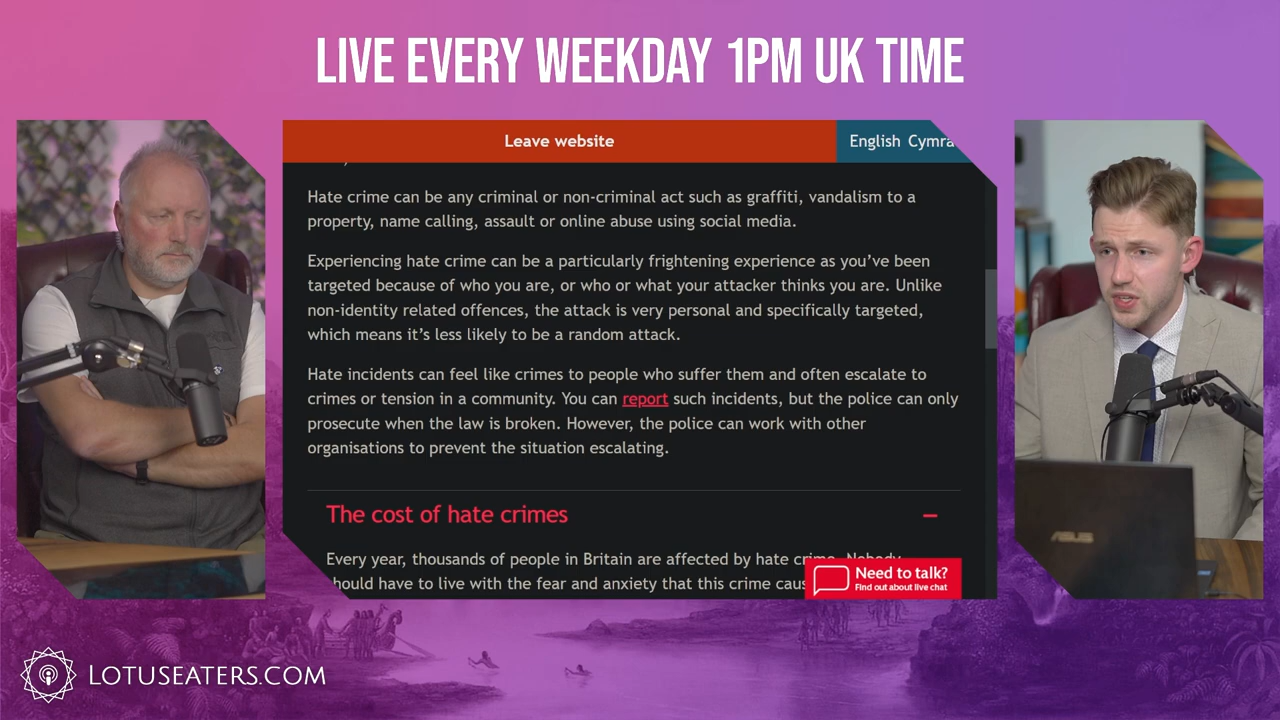 LIVE EVERY WEEKDAY 1PM UK TIME
Leave website
English Cymra
Hate crime can be any criminal or non-criminal act such as graffiti, vandalism to a
property, name calling, assault or online abuse using social media.
Experiencing hate crime can be a particularly frightening experience as you’ve been
targeted because of who you are, or who or what your attacker thinks you are. Unlike
non-identity related offences, the attack is very personal and specifically targeted,
which means it’s less likely to be a random attack.
Hate incidents can feel like crimes to people who suffer them and often escalate to
crimes or tension in a community. You can report such incidents, but the police can only
prosecute when the law is broken. However, the police can work with other
organisations to prevent the situation escalating.
The cost of hate crimes
Every year, thousands of people in Britain are affected by hate crime. Nobody
should have to live with the fear and anxiety that this crime caus
Need to talk?
Find out about live chat
ASUS
LOTUSEATERS.COM